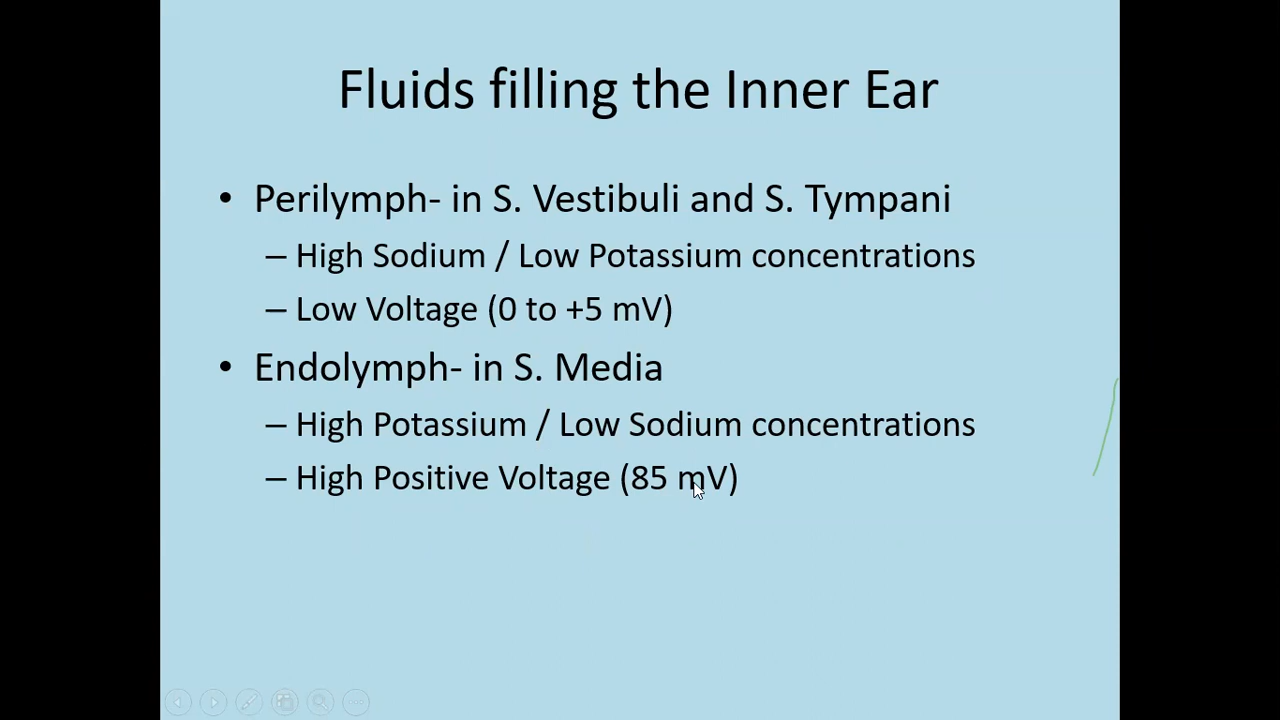 Fluids filling the Inner Ear
• Perilymph- in S. Vestibuli and S. Tympani
– High Sodium / Low Potassium concentrations
– Low Voltage (0 to +5 mV)
• Endolymph- in S. Media
– High Potassium / Low Sodium concentrations
– High Positive Voltage (85 mV)